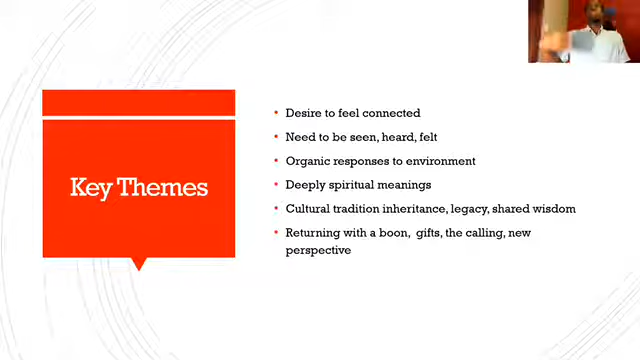 Key Themes
Desire to feel connected
Need to be seen, heard, felt
Organic responses to environment
Deeply spiritual meanings
Cultural tradition inheritance, legacy, shared wisdom
Returning with a boon,  gifts, the calling, new
perspective